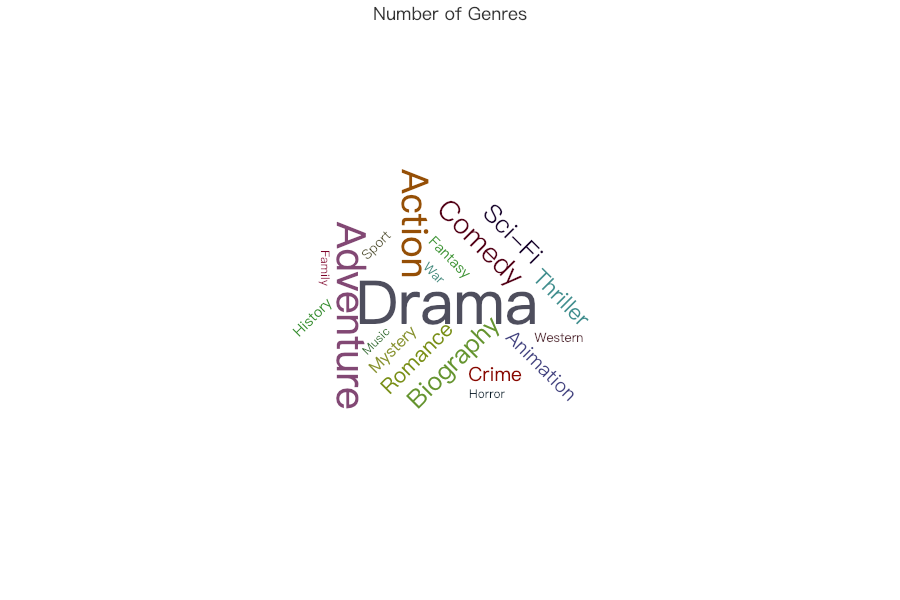 Number of Genres
Action
Comedy
Sci-Fi
Sport
Fantasy
Adventure
Family
War
Thriller
Drama
History
Music
Mystery
Romance
Biography
Animation
Western
Crime
Horror